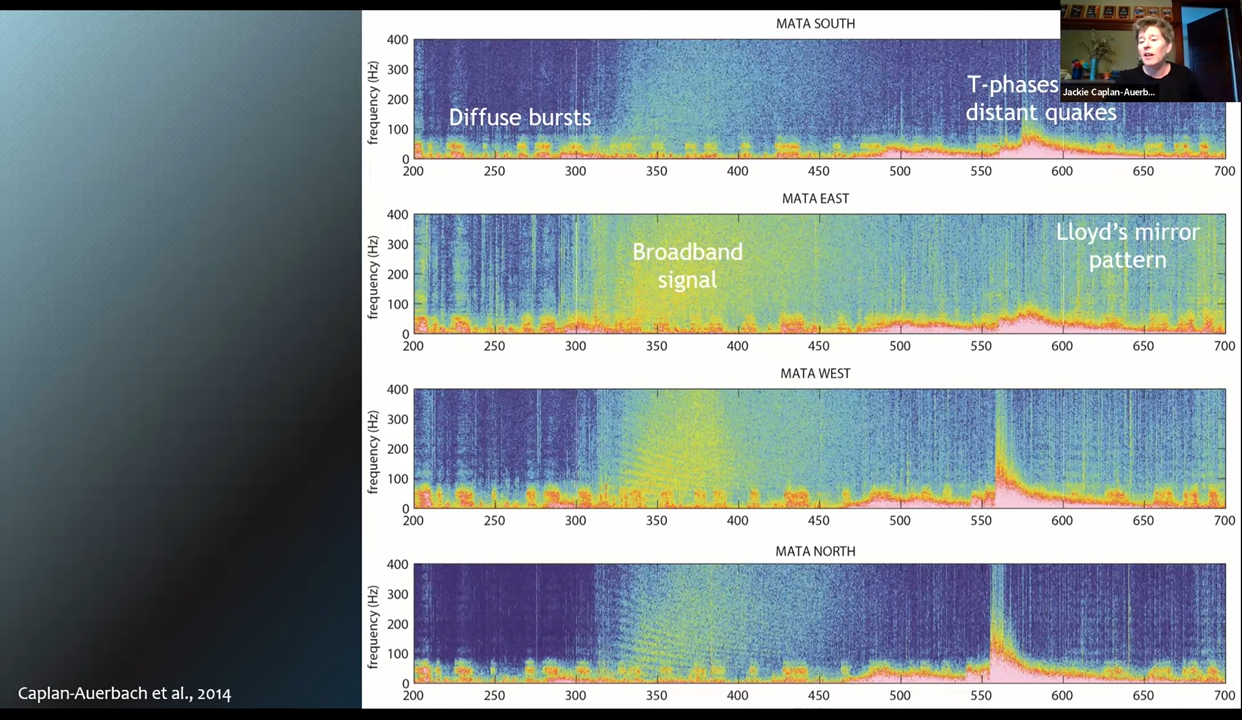 MATA SOUTH
frequency (Hz)
400
300
200
100
0
Diffuse bursts
T-phases
distant quakes
Jackie Caplan-Auerb...
200 250 300 350 400 450 500 550 600 650 700
MATA EAST
frequency (Hz)
400
300
200
100
0
Broadband
signal
Lloyd's mirror
pattern
200 250 300 350 400 450 500 550 600 650 700
MATA WEST
frequency (Hz)
400
300
200
100
0
200 250 300 350 400 450 500 550 600 650 700
MATA NORTH
frequency (Hz)
400
300
200
100
0
200 250 300 350 400 450 500 550 600 650 700
Caplan-Auerbach et al., 2014